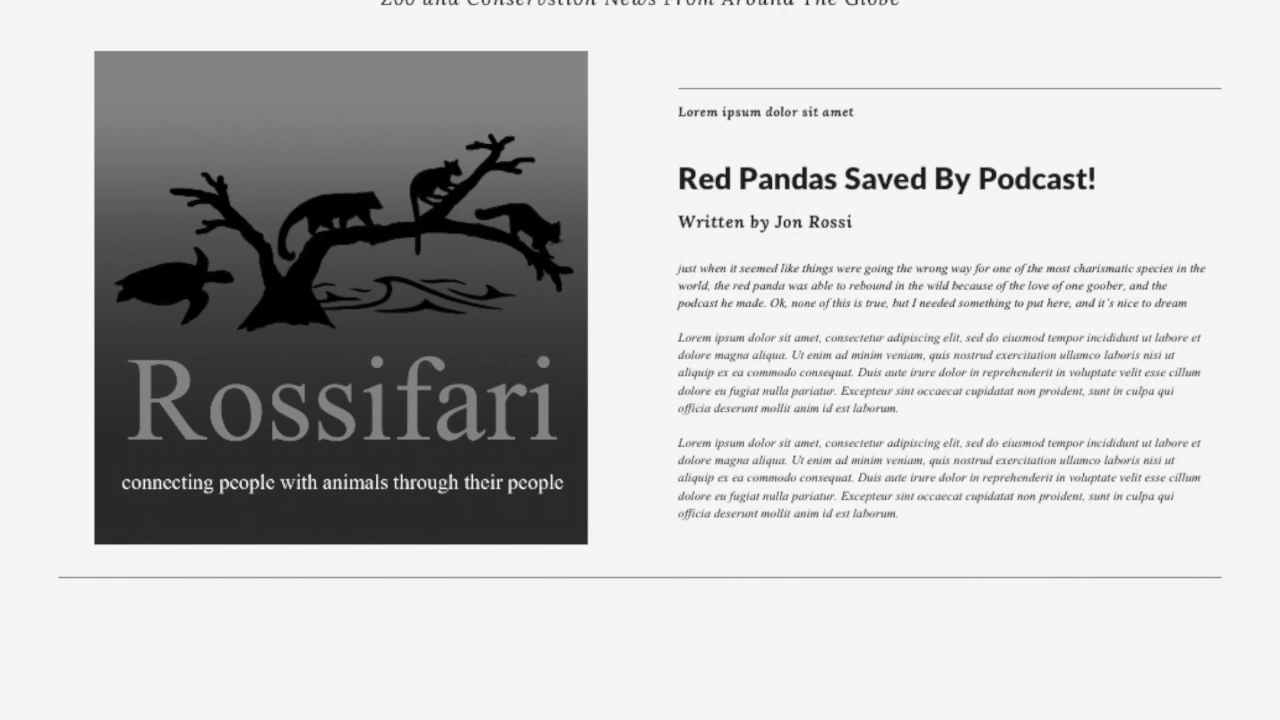 Zoo and Conservstion News From Around The Globe
Lorem ipsum dolor sit amet
Red Pandas Saved By Podcast!
Written by Jon Rossi
just when it seemed like things were going the wrong way for one of the most charismatic species in the
world, the red panda was able to rebound in the wild because of the love of one goober, and the
podcast he made. Ok, none of this is true, but I needed something to put here, and it's nice to dream
Lorem ipsum dolor sit amet, consectetur adipiscing elit, sed do eiusmod tempor incididunt ut labore et
dolore magna aliqua. Ut enim ad minim veniam, quis nostrud exercitation ullamco laboris nisi ut
aliquip ex ea commodo consequat. Duis aute irure dolor in reprehenderit in voluptate velit esse cillum
dolore eu fugiat nulla pariatur. Excepteur sint occaecat cupidatat non proident, sunt in culpa qui
officia deserunt mollit anim id est laborum.
Lorem ipsum dolor sit amet, consectetur adipiscing elit, sed do eiusmod tempor incididunt ut labore et
dolore magna aliqua. Ut enim ad minim veniam, quis nostrud exercitation ullamco laboris nisi ut
aliquip ex ea commodo consequat. Duis aute irure dolor in reprehenderit in voluptate velit esse cillum
dolore eu fugiat nulla pariatur. Excepteur sint occaecat cupidatat non proident, sunt in culpa qui
officia deserunt mollit anim id est laborum.
Rossifari
connecting people with animals through their people